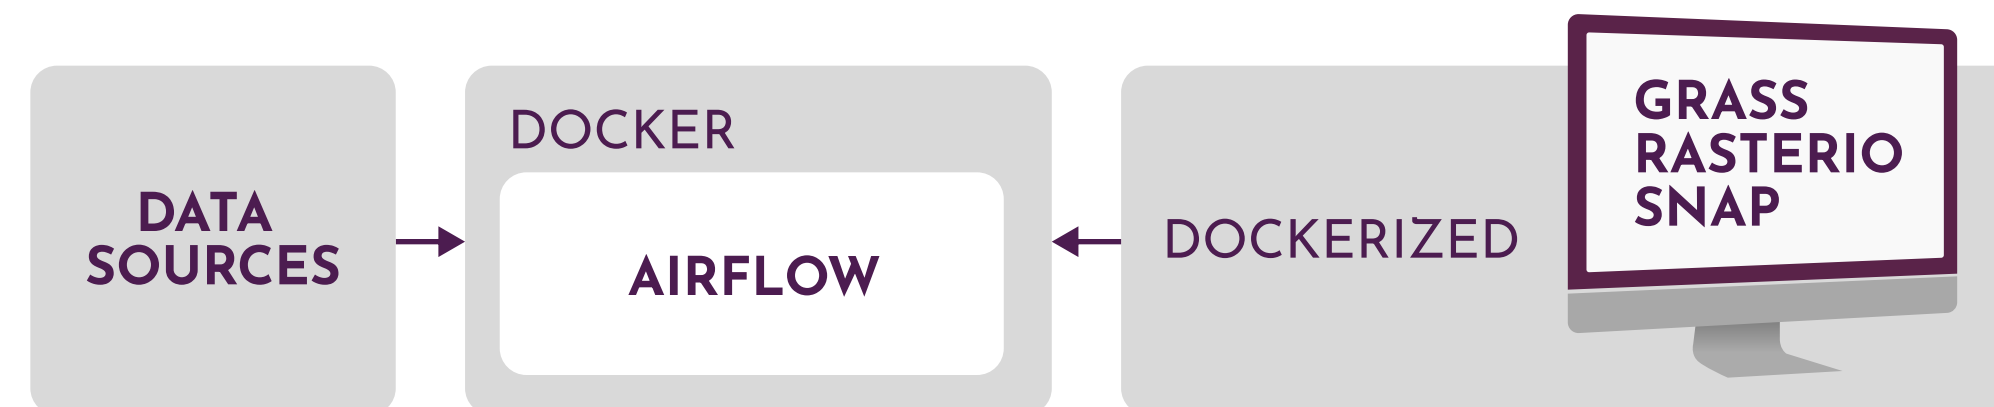 DATA
SOURCES
DOCKER
AIRFLOW
DOCKERIZED
GRASS
RASTERIO
SNAP